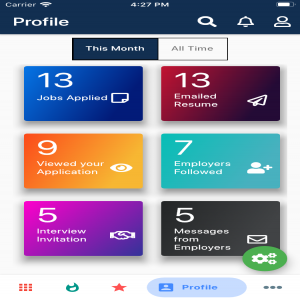 Carrier 4:27 PM
Profile
This Month All Time
13
Jobs Applied
13
Emailed
Resume
9
Viewed your
Application
7
Employers
Followed
5
Interview
Invitation
5
Messages
from
Employers
Profile